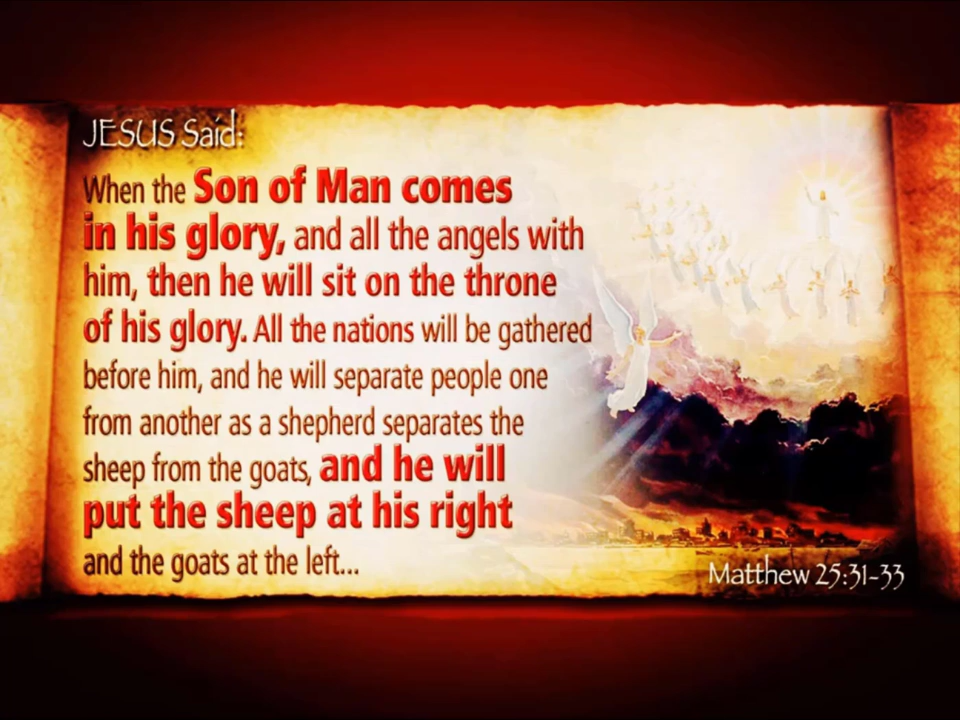 JESUS Said:
When the Son of Man comes
in his glory, and all the angels with
him, then he will sit on the throne
of his glory. All the nations will be gathered
before him, and he will separate people one
from another as a shepherd separates the
sheep from the goats, and he will
put the sheep at his right
and the goats at the left...
Matthew 25:31-33